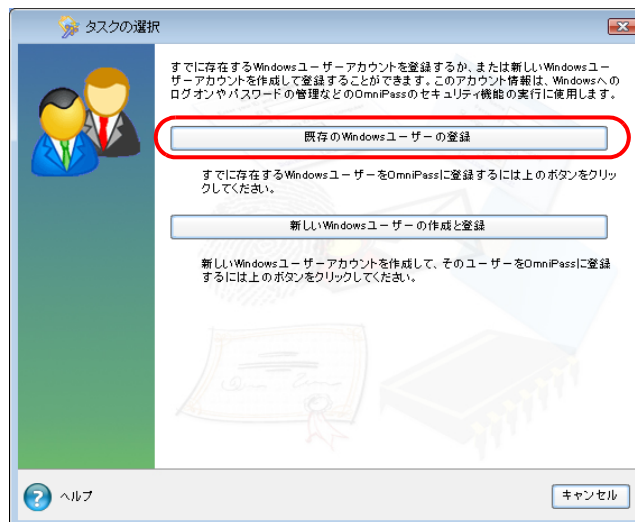 タスクの選択
すでに存在するWindowsユーザーアカウントを登録するか、または新しいWindowsユー
ザーアカウントを作成して登録することができます。このアカウント情報は、Windowsへの
ログオンやパスワードの管理などのOmniPassのセキュリティ機能の実行に使用します。
既存のWindowsユーザーの登録
すでに存在するWindowsユーザーをOmniPassに登録するには上のボタンをクリッ
クしてください。
新しいWindowsユーザーの作成と登録
新しいWindowsユーザーアカウントを作成して、そのユーザーをOmniPassに登録
するには上のボタンをクリックしてください。
ヘルプ
キャンセル